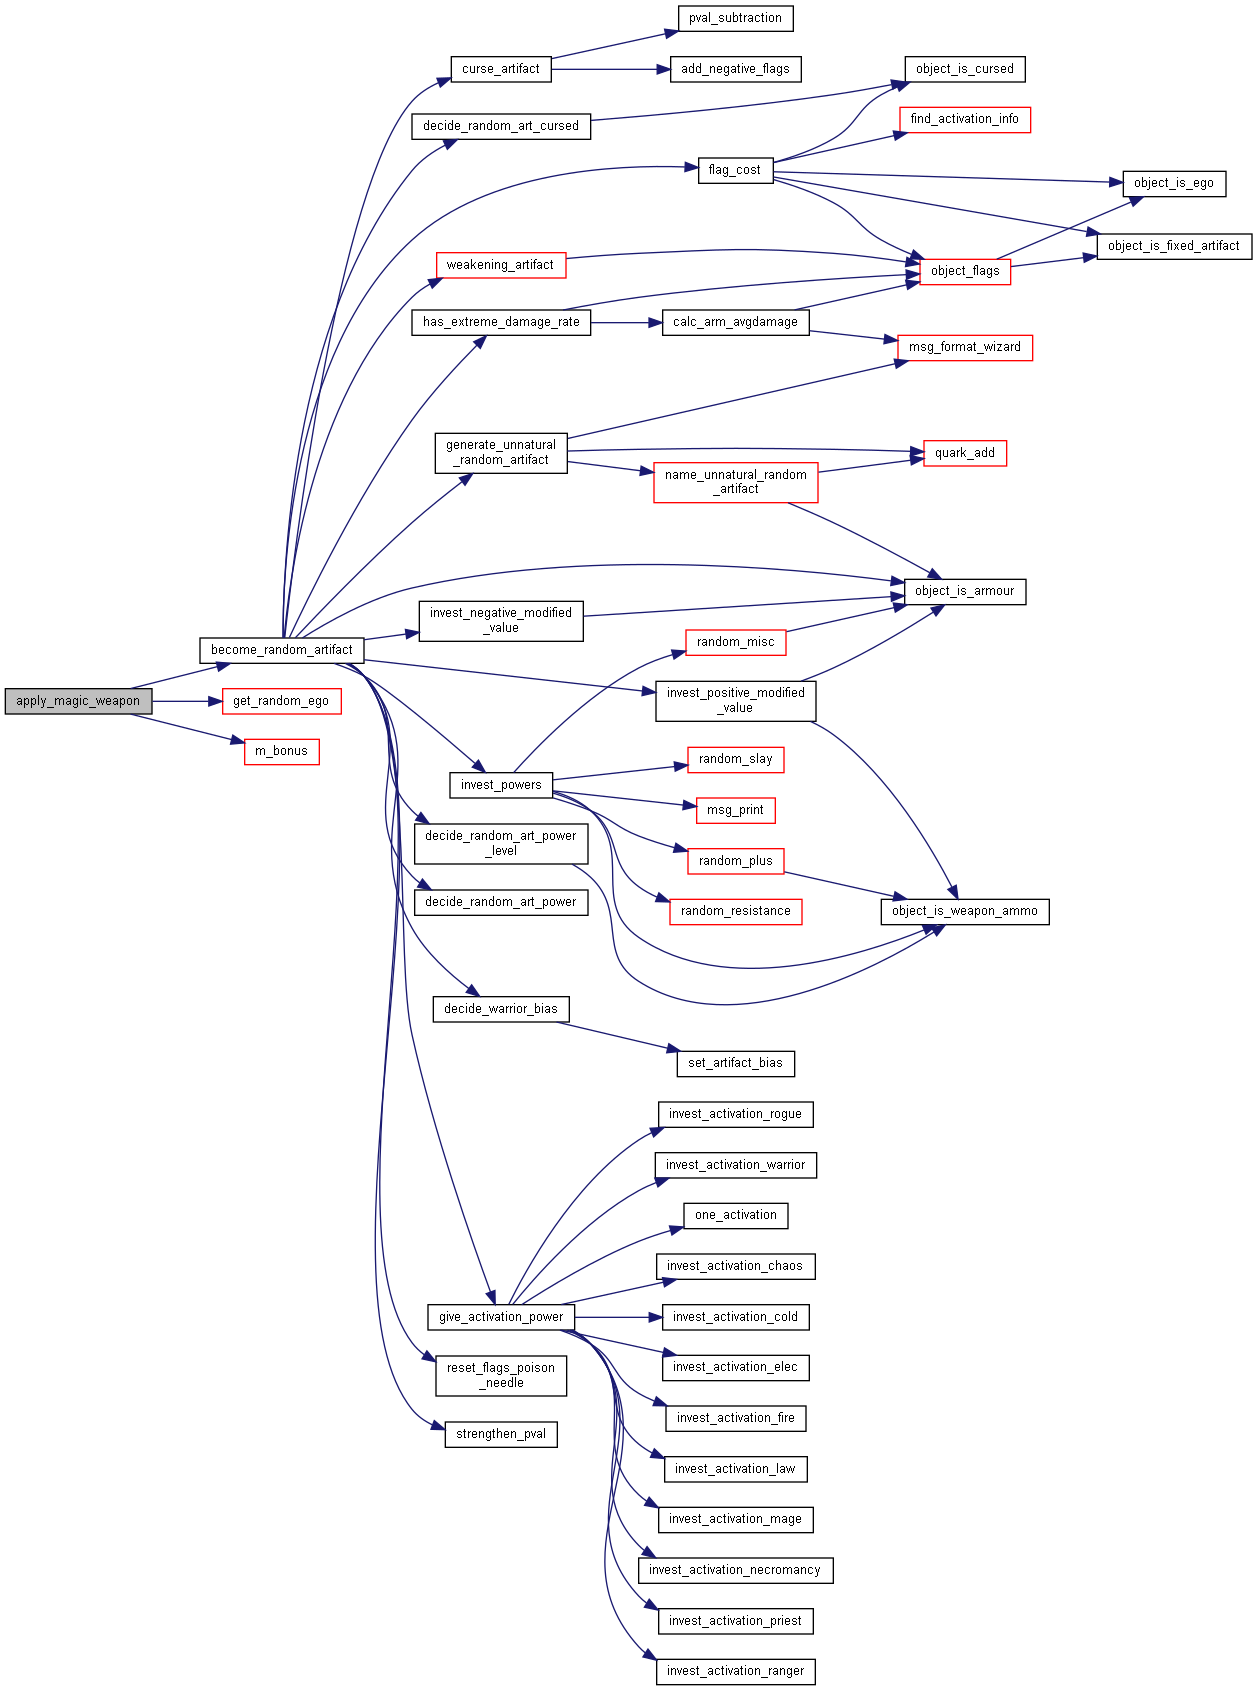 pval_subtraction
curse_artifact
add_negative_flags
object_is_cursed
decide_random_art_cursed
find_activation_info
flag_cost
object_is_ego
object_is_fixed_artifact
weakening_artifact
object_flags
has_extreme_damage_rate
calc_arm_avgdamage
msg_format_wizard
generate_unnatural
_random_artifact
quark_add
name_unnatural_random
_artifact
object_is_armour
invest_negative_modified
_value
random_misc
become_random_artifact
invest_positive_modified
_value
apply_magic_weapon
get_random_ego
m_bonus
random_slay
invest_powers
msg_print
decide_random_art_power
_level
random_plus
decide_random_art_power
random_resistance
object_is_weapon_ammo
decide_warrior_bias
set_artifact_bias
invest_activation_rogue
invest_activation_warrior
one_activation
invest_activation_chaos
give_activation_power
invest_activation_cold
invest_activation_elec
reset_flags_poison
_needle
invest_activation_fire
strengthen_pval
invest_activation_law
invest_activation_mage
invest_activation_necromancy
invest_activation_priest
invest_activation_ranger